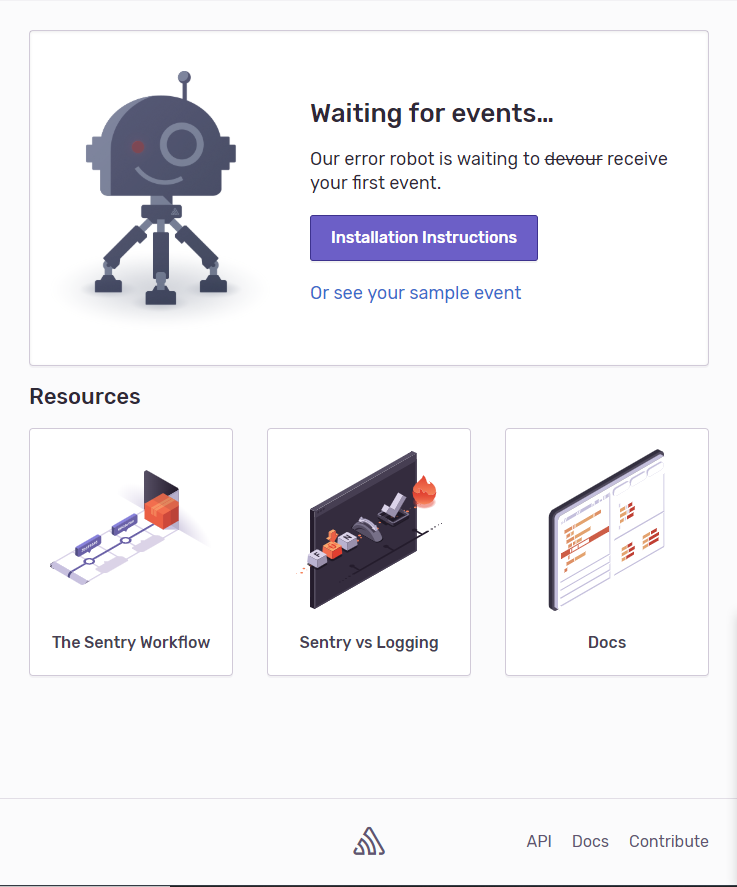 Waiting for events…
Our error robot is waiting to devour receive
your first event.
Installation Instructions
Or see your sample event
Resources
The Sentry Workflow
Sentry vs Logging
Docs
API Docs Contribute